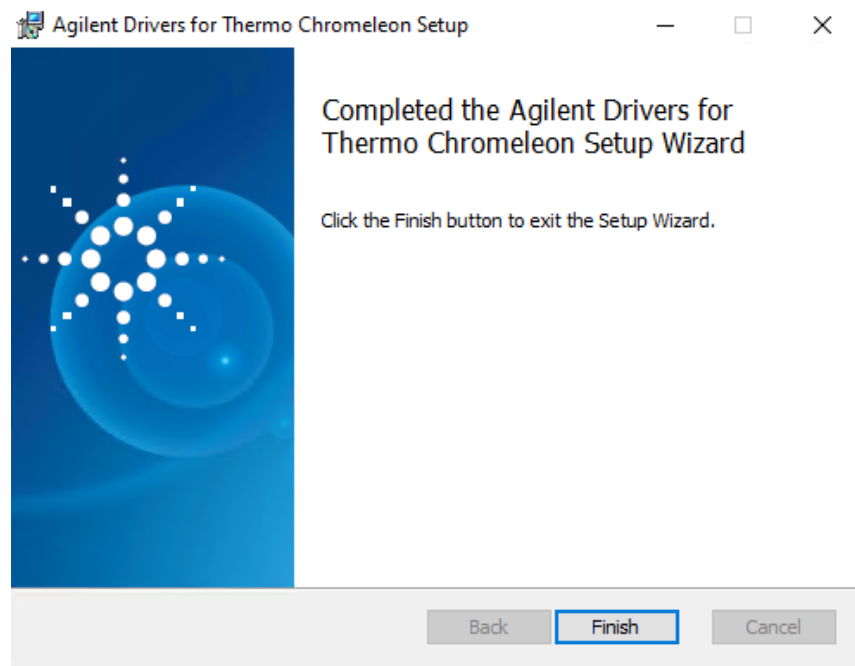 Agilent Drivers for Thermo Chromeleon Setup
Completed the Agilent Drivers for
Thermo Chromeleon Setup Wizard
Click the Finish button to exit the Setup Wizard.
Back Finish Cancel